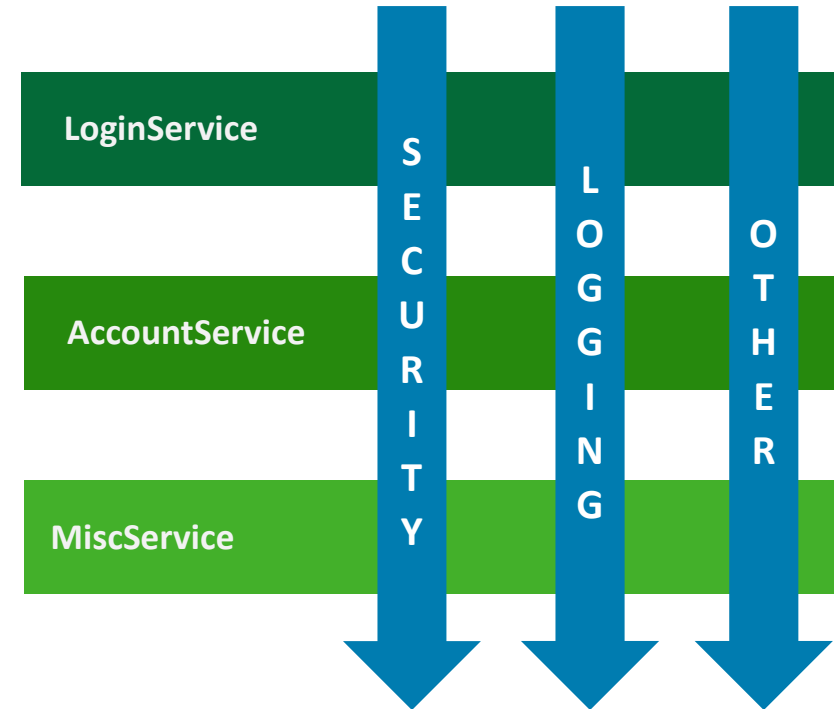 LoginService
AccountService
MiscService
SECURITY
LOGGING
OTHER